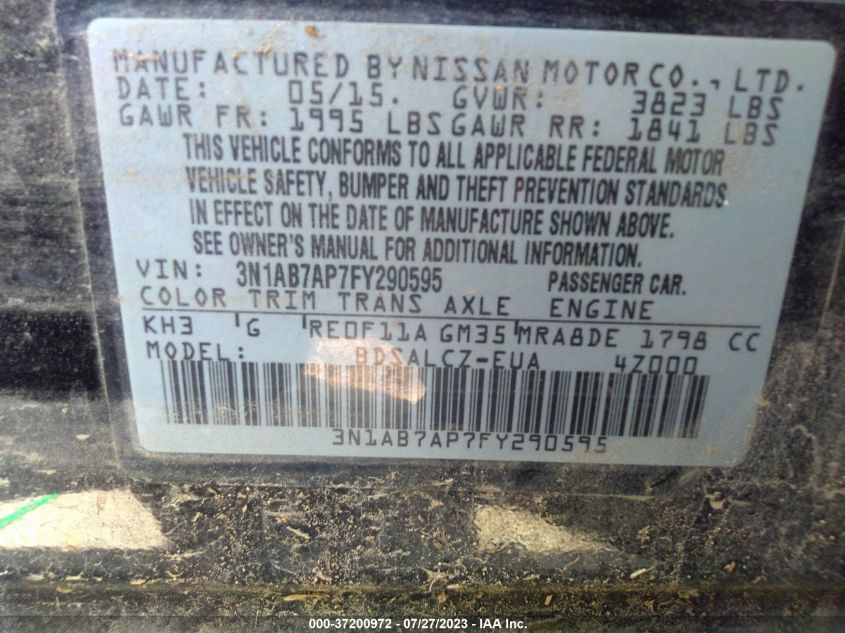 MANUFACTURED BY NISSAN MOTOR CO., LTD.
DATE: 05/15. GVWR: 3823 LBS
GAWR FR: 1995 LBS GAWR RR: 1841 LBS
THIS VEHICLE CONFORMS TO ALL APPLICABLE FEDERAL MOTOR
VEHICLE SAFETY, BUMPER AND THEFT PREVENTION STANDARDS
IN EFFECT ON THE DATE OF MANUFACTURE SHOWN ABOVE.
SEE OWNER'S MANUAL FOR ADDITIONAL INFORMATION.
VIN: 3N1AB7AP7FY290595 PASSENGER CAR.
COLOR TRIM TRANS AXLE ENGINE
KH3 'G 'RE0F11A GM35 'MRA8DE 1798 CC
MODEL: BDSALCZ-EUA 4Z000
3N1AB7AP7FY290595
000-37200972 - 07/27/2023 - IAA Inc.